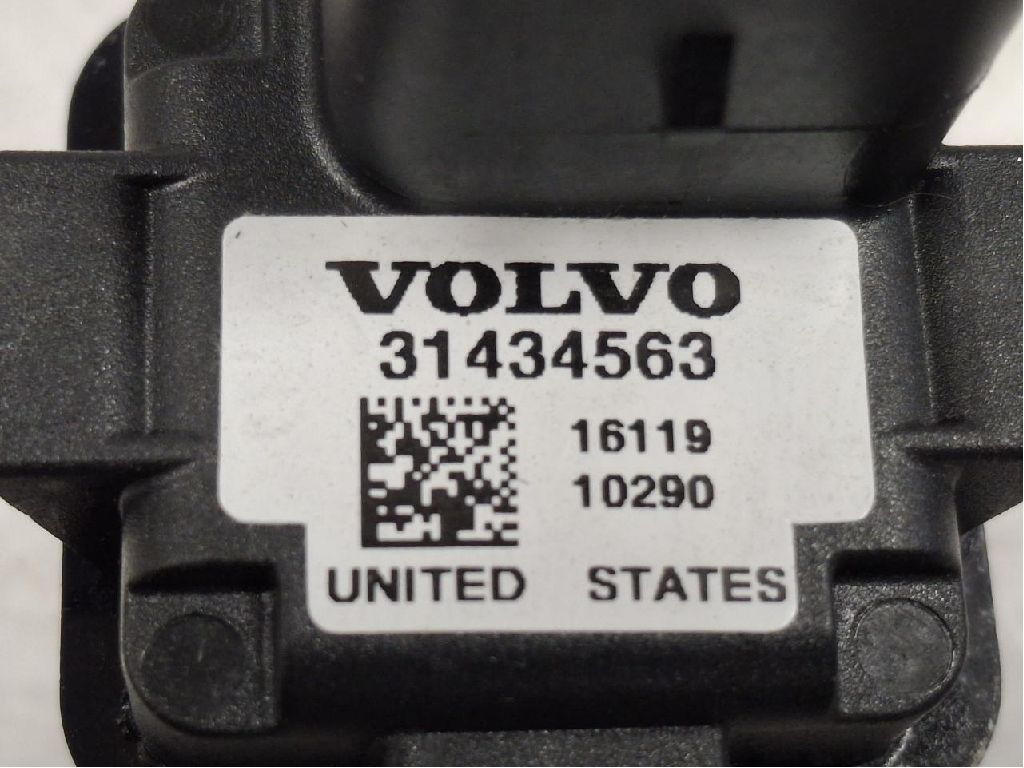 VOLVO
31434563
16119
10290
UNITED STATES